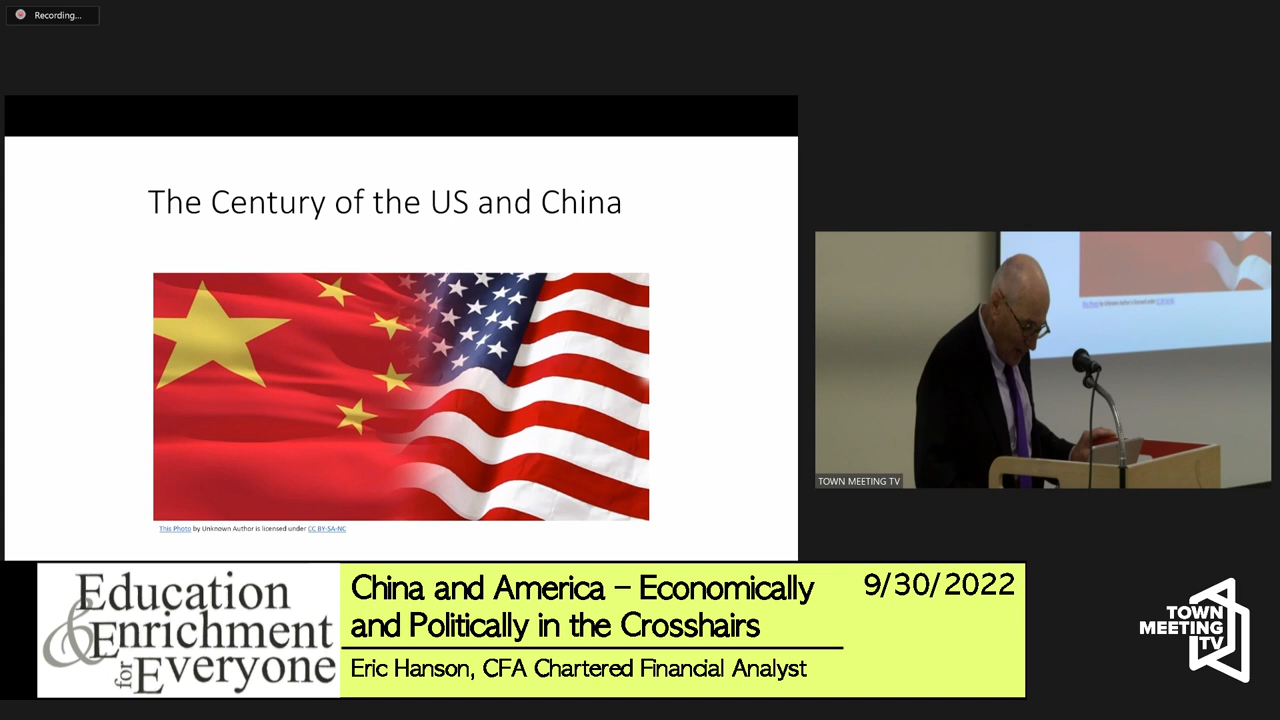 Recording...
The Century of the US and China
This Photo by Unknown Author is licensed under CC BY-SA-NC
TOWN MEETING TV
Education
& Enrichment
for Everyone
China and America – Economically
and Politically in the Crosshairs
Eric Hanson, CFA Chartered Financial Analyst
9/30/2022
TOWN
MEETING
TV